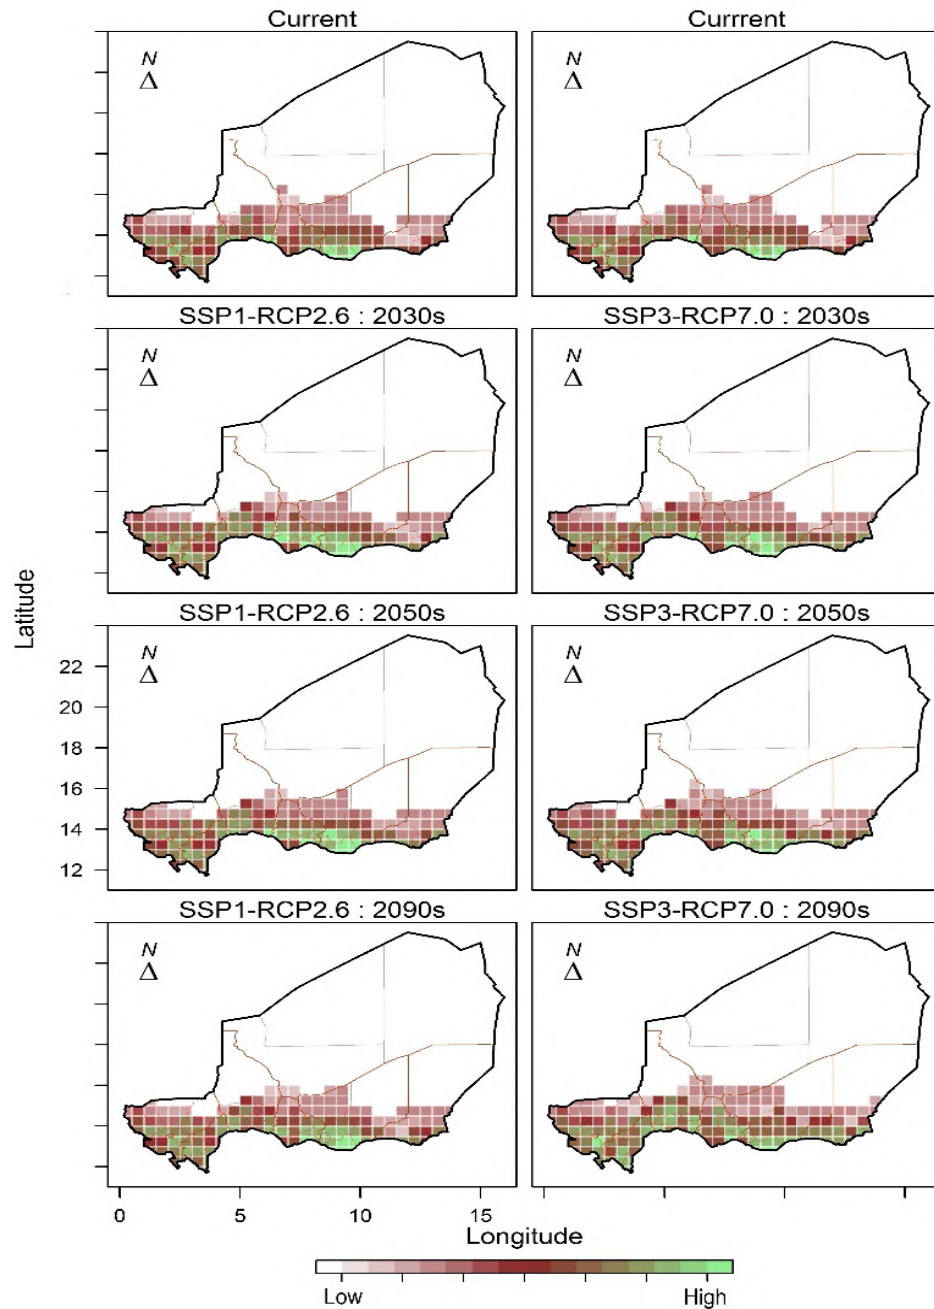 Current Currrent
N N
Δ Δ
SSP1-RCP2.6 : 2030s SSP3-RCP7.0 : 2030s
N N
Δ Δ
SSP1-RCP2.6 : 2050s SSP3-RCP7.0 : 2050s
N N
Δ Δ
Latitude
22
20
18
16
14
12
SSP1-RCP2.6 : 2090s SSP3-RCP7.0 : 2090s
N N
Δ Δ
0 5 10 15
Longitude
Low High